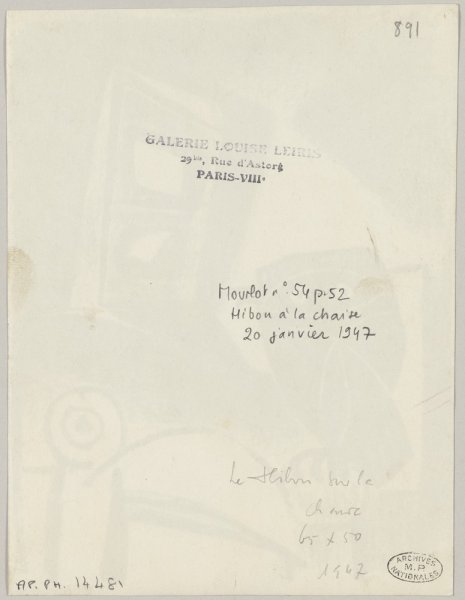 891
GALERIE LOUISE LEIRIS
29bis, Rue d'Astorg
PARIS-VIIIe
Mourlot n° 54 p. 52
Hibou à la chaise
20 janvier 1947
Le Hibou sur la
chaise
65 x 50
1947
ARCHIVES
M.P
NATIONALES
AP. PH. 14481